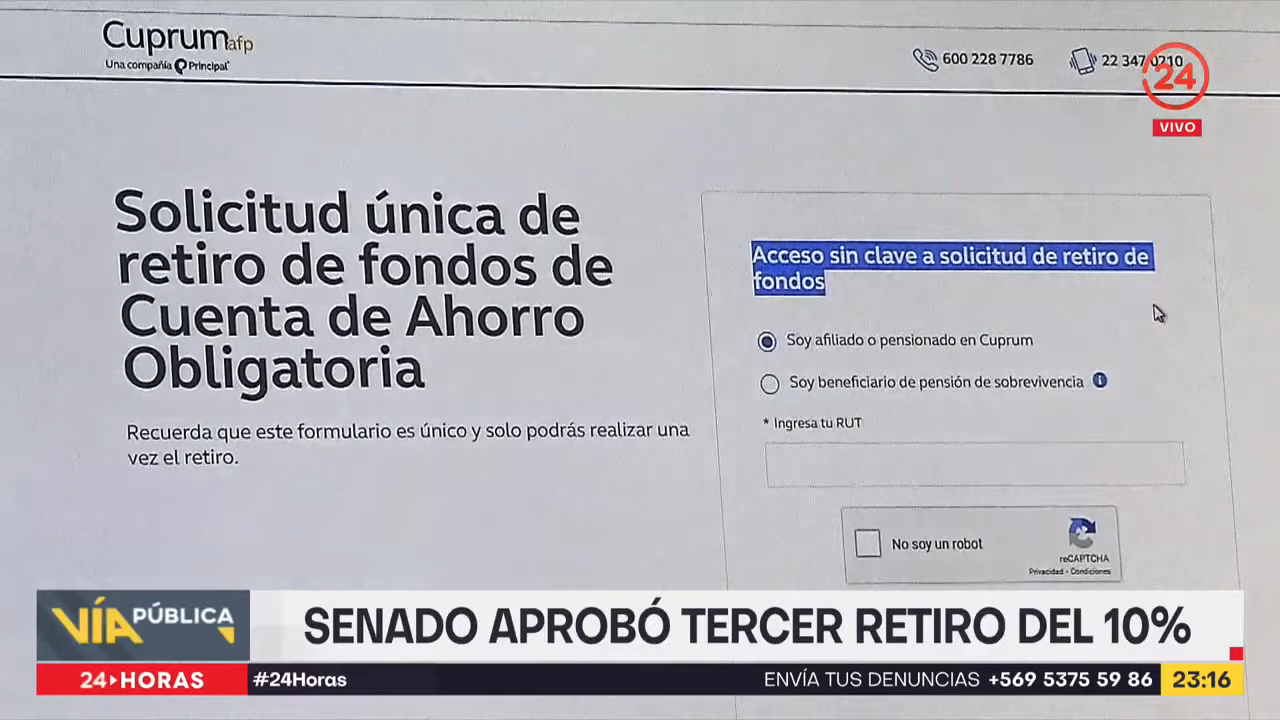 Cuprumafp
Una compañía Principal
600 228 7786
22 347 0210
24
VIVO
Solicitud única de
retiro de fondos de
Cuenta de Ahorro
Obligatoria
Recuerda que este formulario es único y solo podrás realizar una
vez el retiro.
Acceso sin clave a solicitud de retiro de
fondos
Soy afiliado o pensionado en Cuprum
Soy beneficiario de pensión de sobrevivencia
* Ingresa tu RUT
No soy un robot
reCAPTCHA
Privacidad - Condiciones
VÍA PÚBLICA
SENADO APROBÓ TERCER RETIRO DEL 10%
24 HORAS
#24Horas
ENVÍA TUS DENUNCIAS +569 5375 59 86
23:16